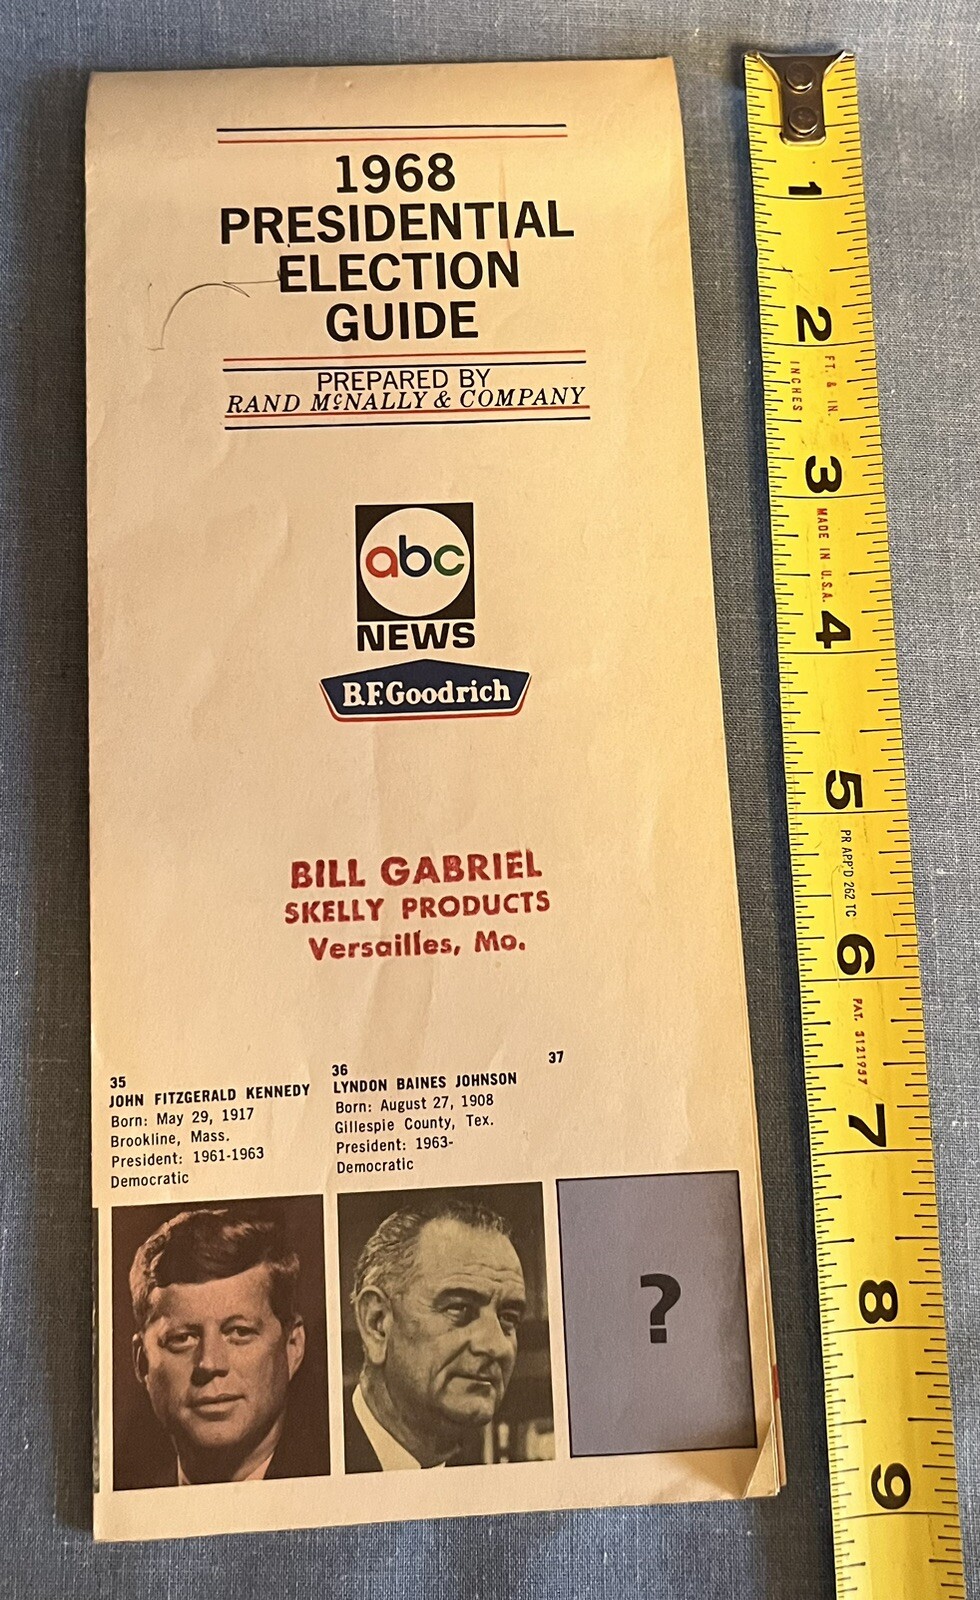 1968
PRESIDENTIAL
ELECTION
GUIDE
PREPARED BY
RAND McNALLY & COMPANY
abc
NEWS
B.F.Goodrich
BILL GABRIEL
SKELLY PRODUCTS
Versailles, Mo.
35
JOHN FITZGERALD KENNEDY
Born: May 29, 1917
Brookline, Mass.
President: 1961-1963
Democratic
36
LYNDON BAINES JOHNSON
Born: August 27, 1908
Gillespie County, Tex.
President: 1963-
Democratic
37
?
1
2
FT. & IN.
INCHES
3
MADE IN U.S.A.
4
5
PR APP'D 262 TC
6
PAT. 3121957
7
8
9